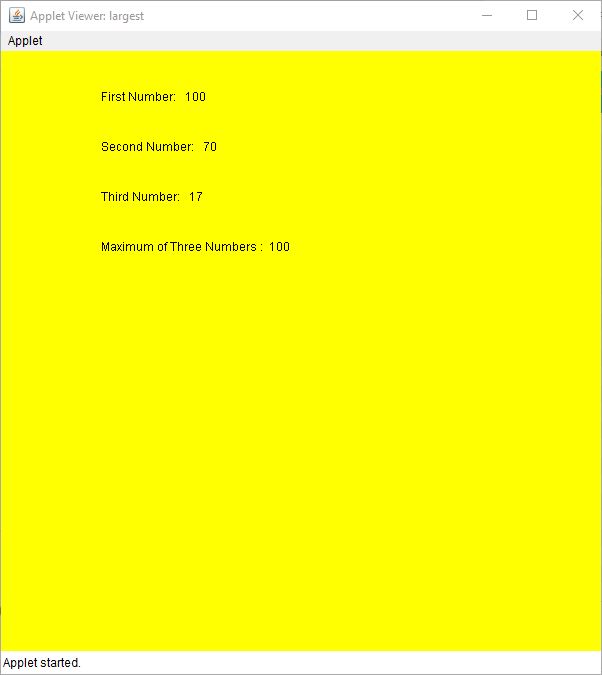 Applet Viewer: largest
Applet
First Number: 100
Second Number: 70
Third Number: 17
Maximum of Three Numbers : 100
Applet started.